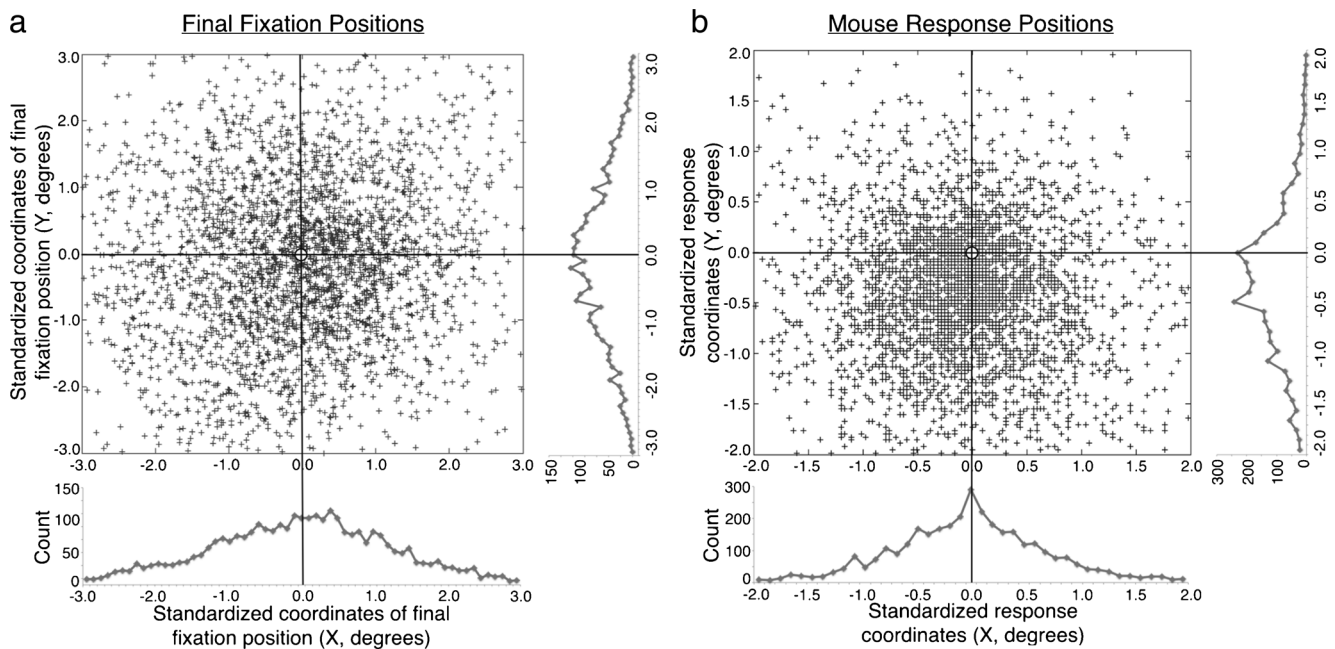 a
Final Fixation Positions
3.0
2.0
1.0
0.0
-1.0
-2.0
-3.0
Standardized coordinates of final
fixation position (Y, degrees)
-3.0 -2.0 -1.0 0.0 1.0 2.0 3.0
3.0
2.0
1.0
0.0
-1.0
-2.0
-3.0
150 100 50 0
150
100
50
0
Count
-3.0 -2.0 -1.0 0.0 1.0 2.0 3.0
Standardized coordinates of final
fixation position (X, degrees)
b
Mouse Response Positions
2.0
1.5
1.0
0.5
0.0
-0.5
-1.0
-1.5
-2.0
Standardized response
coordinates (Y, degrees)
-2.0 -1.5 -1.0 -0.5 0.0 0.5 1.0 1.5 2.0
2.0
1.5
1.0
0.5
0.0
-0.5
-1.0
-1.5
-2.0
300 200 100 0
300
200
100
0
Count
-2.0 -1.5 -1.0 -0.5 0.0 0.5 1.0 1.5 2.0
Standardized response
coordinates (X, degrees)